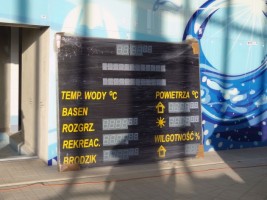 TEMP. WODY °C POWIETRZA °C
BASEN
ROZGRZ.
REKREAC. WILGOTNOŚĆ %
BRODZIK